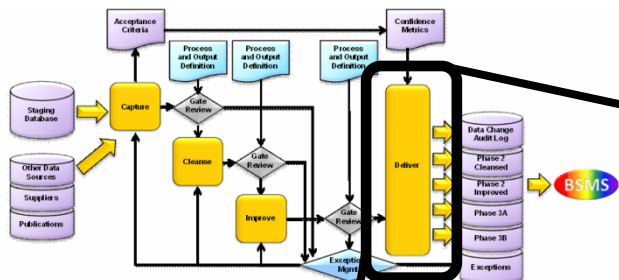 Acceptance
Criteria
Confidence
Metrics
Process
and Output
Definition
Process
and Output
Definition
Process
and Output
Definition
Staging
Database
Capture
Gate
Review
Deliver
Data Change
Audit Log
Other Data
Sources
Suppliers
Publications
Cleanse
Gate
Review
Phase 2
Cleansed
Phase 2
Improved
BSMS
Improve
Gate
Review
Phase 3A
Phase 3B
Exception
Mgmt.
Exceptions